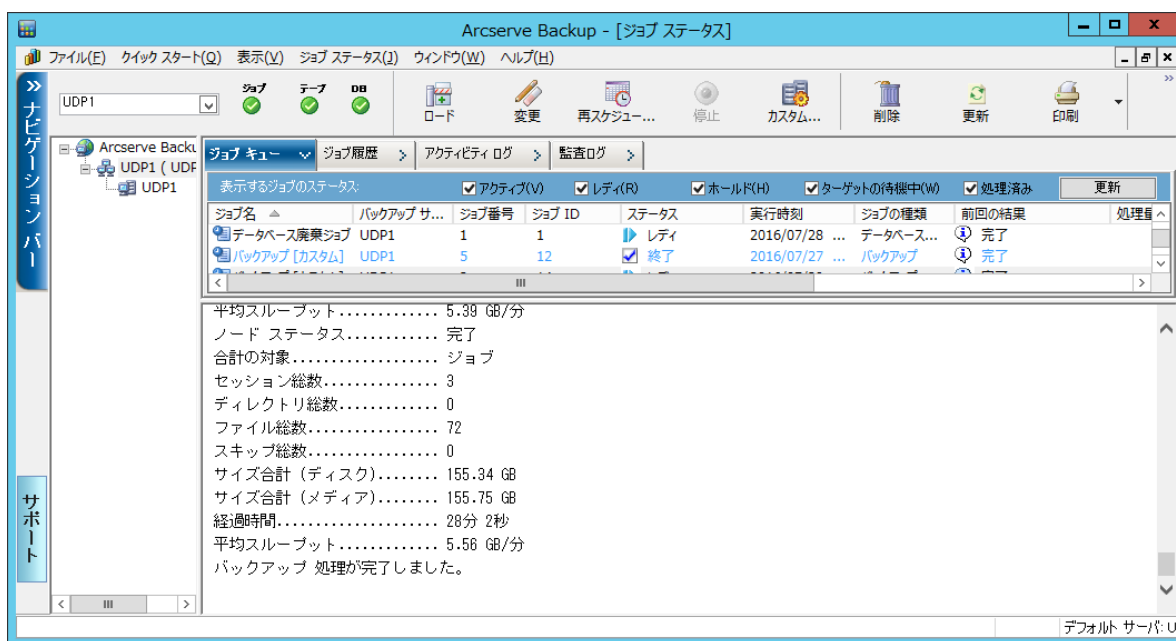 Arcserve Backup - [ジョブ ステータス]
ファイル(F) クイック スタート(Q) 表示(V) ジョブ ステータス(J) ウィンドウ(W) ヘルプ(H)
ナビゲーション バー
UDP1
ジョブ テープ DB
ロード 変更 再スケジュー... 停止 カスタム... 削除 更新 印刷
Arcserve Backu
UDP1 ( UDF
UDP1
ジョブ キュー ジョブ履歴 アクティビティ ログ 監査ログ
表示するジョブのステータス: アクティブ(V) レディ(R) ホールド(H) ターゲットの待機中(W) 処理済み 更新
ジョブ名 バックアップ サ... ジョブ番号 ジョブ ID ステータス 実行時刻 ジョブの種類 前回の結果 処理量
データベース廃棄ジョブ UDP1 1 1 レディ 2016/07/28 ... データベース... 完了
バックアップ [カスタム] UDP1 5 12 終了 2016/07/27 ... バックアップ 完了
平均スループット............. 5.39 GB/分
ノード ステータス............ 完了
合計の対象.................. ジョブ
セッション総数............... 3
ディレクトリ総数............. 0
ファイル総数................. 72
スキップ総数................. 0
サイズ合計 (ディスク)........ 155.34 GB
サイズ合計 (メディア)........ 155.75 GB
経過時間.................... 28分 2秒
平均スループット............. 5.56 GB/分
バックアップ 処理が完了しました。
サポート
デフォルト サーバ: U